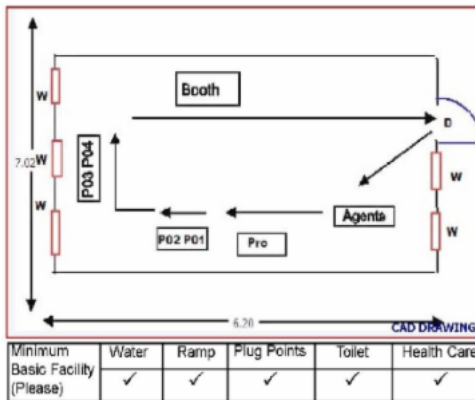 Booth
W
D
7.02
W
P03 P04
W
W
W
Agente
P02 P01
Pro
6.20
CAD DRAWING
Minimum Basic Facility (Please)
Water
Ramp
Plug Points
Toilet
Health Care
✓
✓
✓
✓
✓